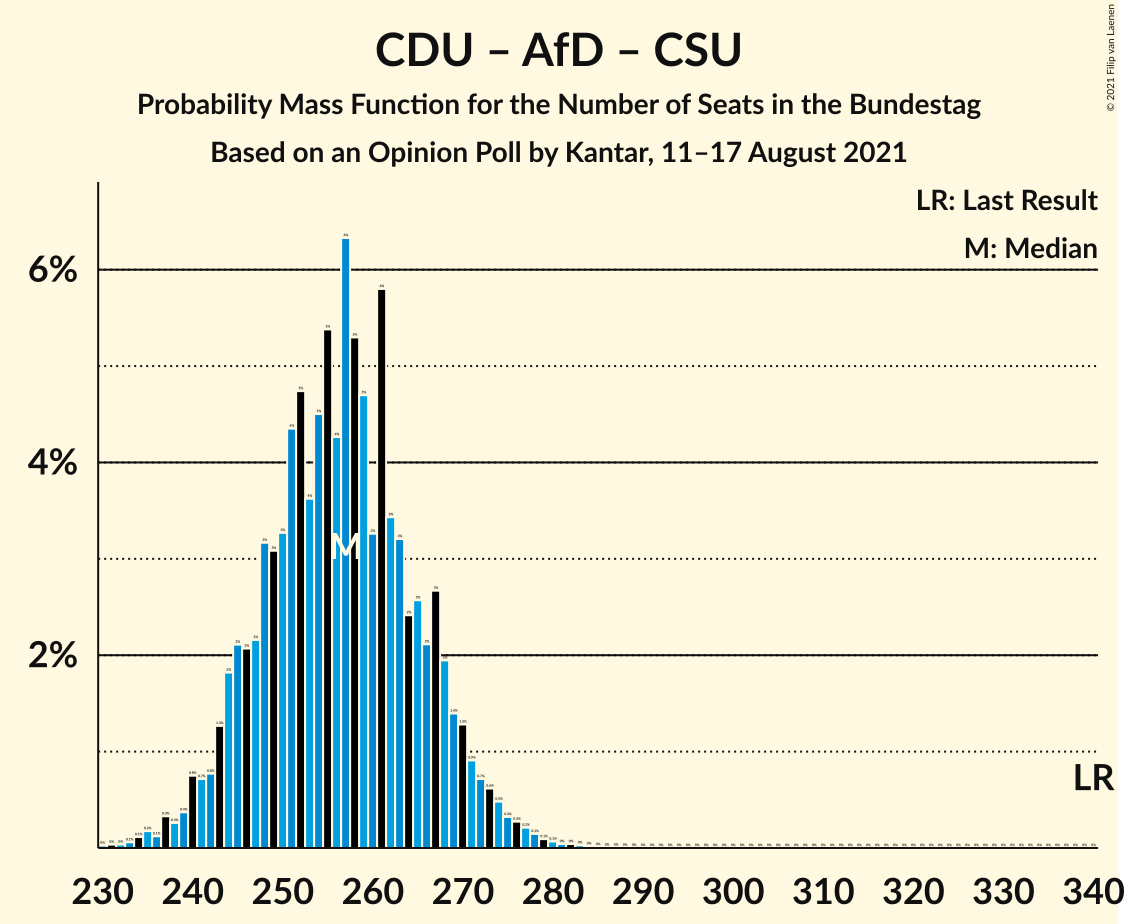 CDU – AfD – CSU
Probability Mass Function for the Number of Seats in the Bundestag
Based on an Opinion Poll by Kantar, 11–17 August 2021
© 2021 Filip van Laenen
LR: Last Result
M: Median
6%
4%
2%
M
LR
230 240 250 260 270 280 290 300 310 320 330 340